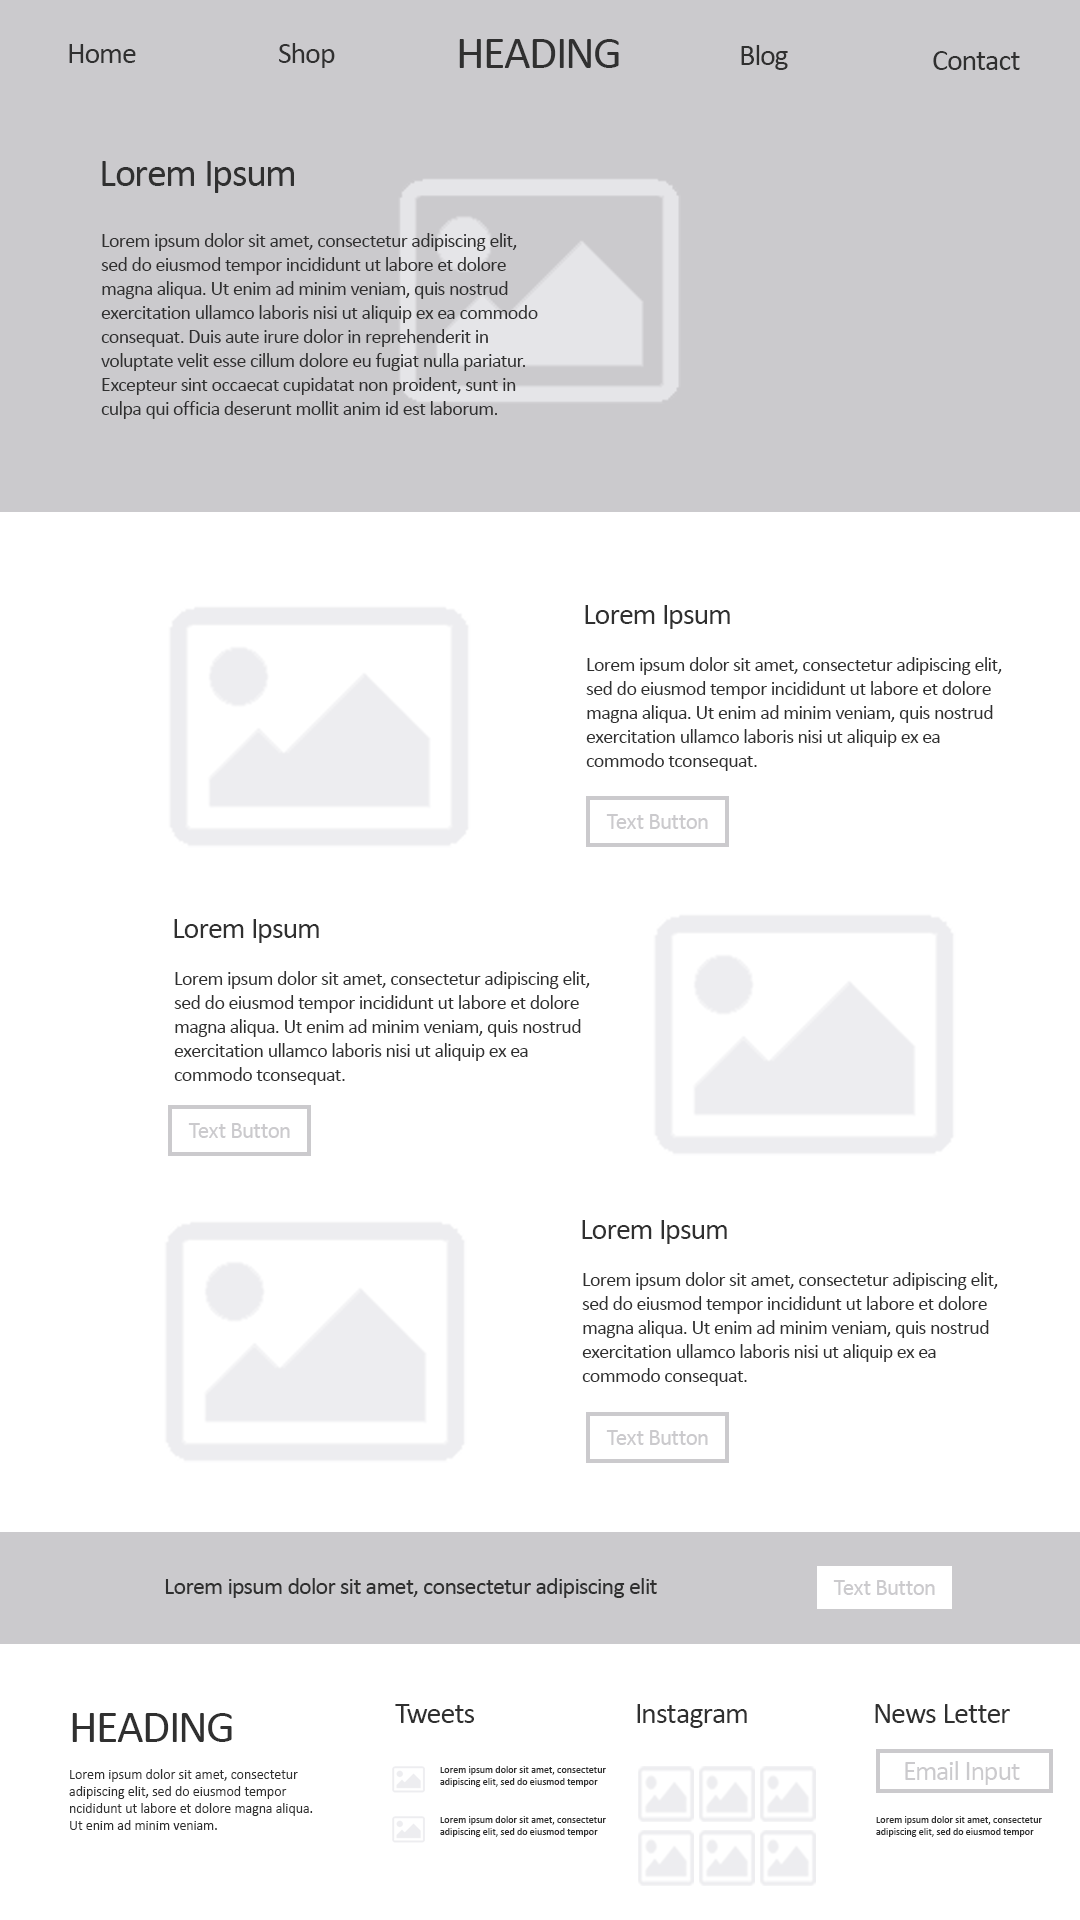 Home
Shop
HEADING
Blog
Contact
Lorem Ipsum
Lorem ipsum dolor sit amet, consectetur adipiscing elit,
sed do eiusmod tempor incididunt ut labore et dolore
magna aliqua. Ut enim ad minim veniam, quis nostrud
exercitation ullamco laboris nisi ut aliquip ex ea commodo
consequat. Duis aute irure dolor in reprehenderit in
voluptate velit esse cillum dolore eu fugiat nulla pariatur.
Excepteur sint occaecat cupidatat non proident, sunt in
culpa qui officia deserunt mollit anim id est laborum.
Lorem Ipsum
Lorem ipsum dolor sit amet, consectetur adipiscing elit,
sed do eiusmod tempor incididunt ut labore et dolore
magna aliqua. Ut enim ad minim veniam, quis nostrud
exercitation ullamco laboris nisi ut aliquip ex ea
commodo tconsequat.
Text Button
Lorem Ipsum
Lorem ipsum dolor sit amet, consectetur adipiscing elit,
sed do eiusmod tempor incididunt ut labore et dolore
magna aliqua. Ut enim ad minim veniam, quis nostrud
exercitation ullamco laboris nisi ut aliquip ex ea
commodo tconsequat.
Text Button
Lorem Ipsum
Lorem ipsum dolor sit amet, consectetur adipiscing elit,
sed do eiusmod tempor incididunt ut labore et dolore
magna aliqua. Ut enim ad minim veniam, quis nostrud
exercitation ullamco laboris nisi ut aliquip ex ea
commodo consequat.
Text Button
Lorem ipsum dolor sit amet, consectetur adipiscing elit
Text Button
HEADING
Lorem ipsum dolor sit amet, consectetur
adipiscing elit, sed do eiusmod tempor
ncididunt ut labore et dolore magna aliqua.
Ut enim ad minim veniam.
Tweets
Lorem ipsum dolor sit amet, consectetur
adipiscing elit, sed do eiusmod tempor
Lorem ipsum dolor sit amet, consectetur
adipiscing elit, sed do eiusmod tempor
Instagram
News Letter
Email Input
Lorem ipsum dolor sit amet, consectetur
adipiscing elit, sed do eiusmod tempor